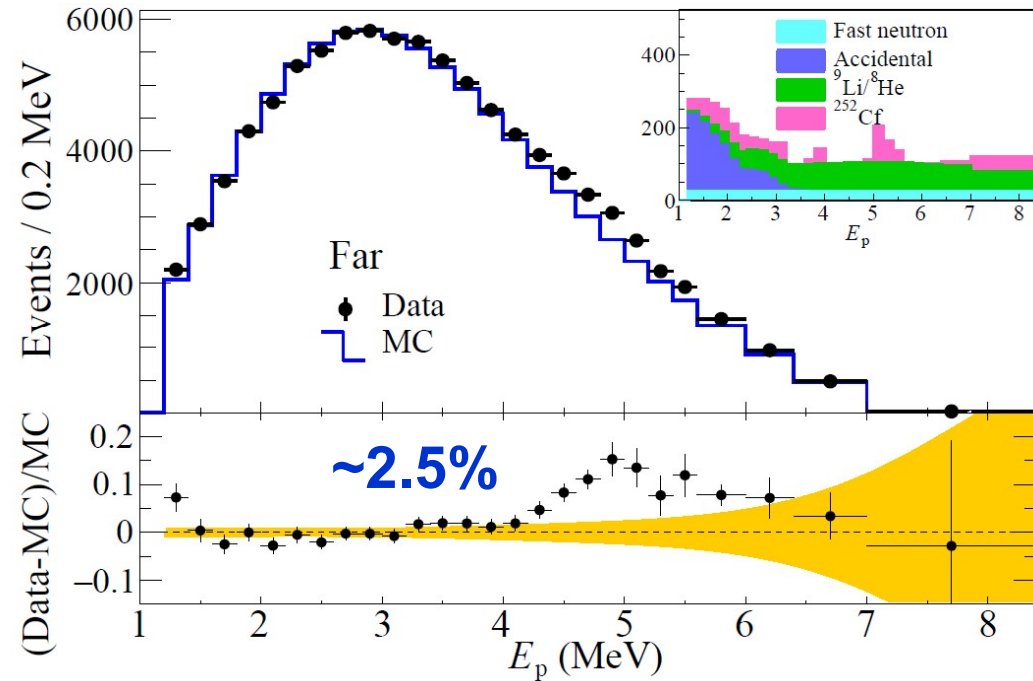 6000
4000
2000
Events / 0.2 MeV
Far
Data
MC
400
200
0
Fast neutron
Accidental
⁹Li/⁸He
²⁵²Cf
1 2 3 4 5 6 7 8
E_p
0.2
0.1
0
−0.1
(Data-MC)/MC
~2.5%
1 2 3 4 5 6 7 8
E_p (MeV)